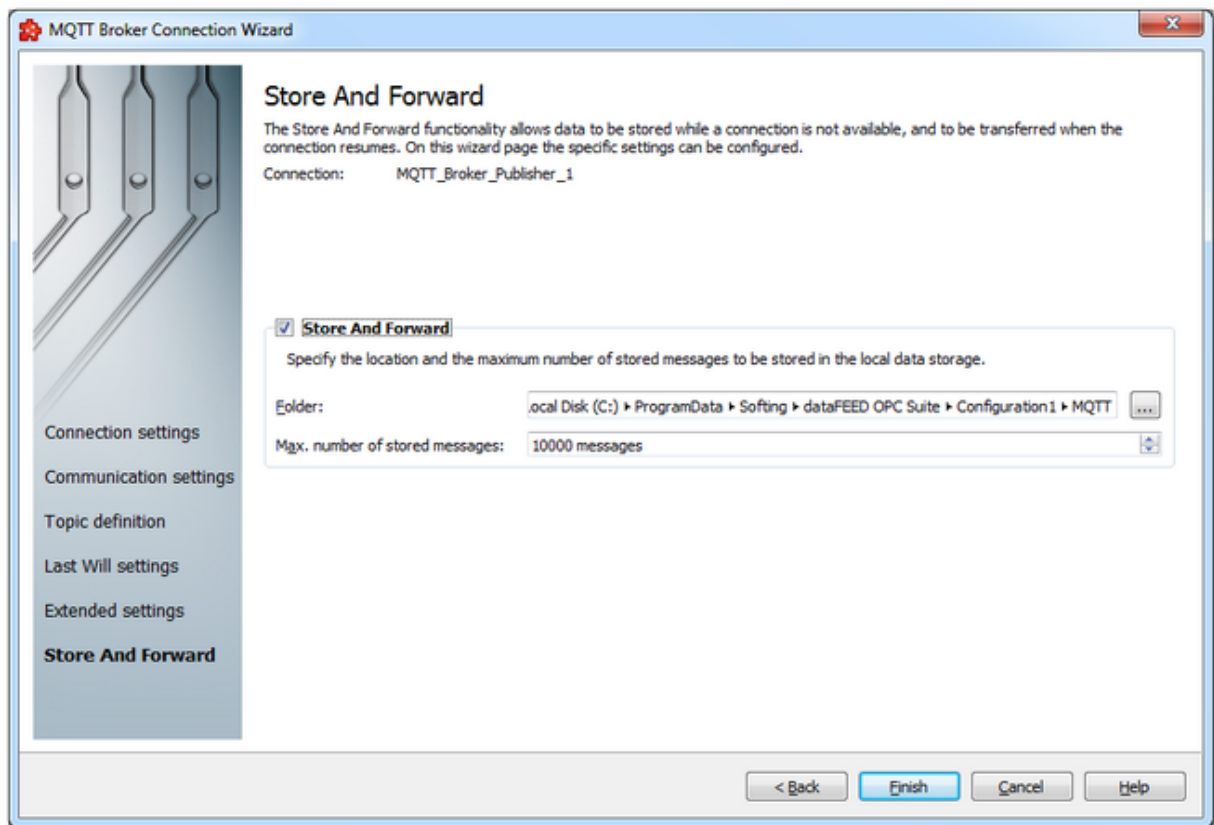 MQTT Broker Connection Wizard
Store And Forward
The Store And Forward functionality allows data to be stored while a connection is not available, and to be transferred when the
connection resumes. On this wizard page the specific settings can be configured.
Connection: MQTT_Broker_Publisher_1
Store And Forward
Specify the location and the maximum number of stored messages to be stored in the local data storage.
Folder: .ocal Disk (C:) ▸ ProgramData ▸ Softing ▸ dataFEED OPC Suite ▸ Configuration1 ▸ MQTT ...
Max. number of stored messages: 10000 messages
Connection settings
Communication settings
Topic definition
Last Will settings
Extended settings
Store And Forward
< Back Finish Cancel Help